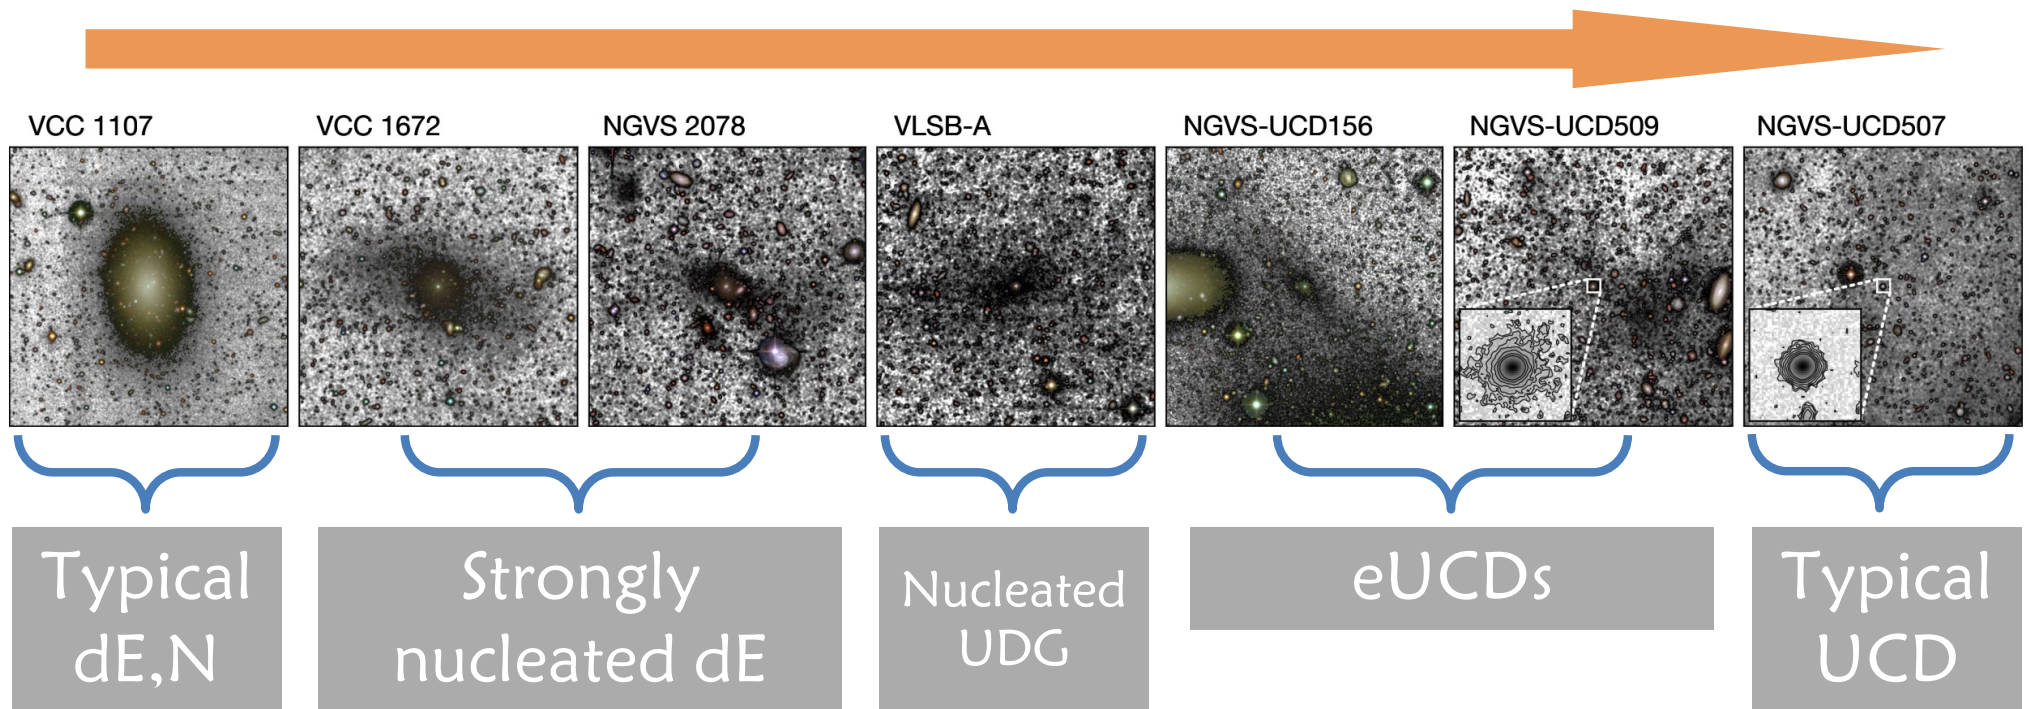 VCC 1107
VCC 1672
NGVS 2078
VLSB-A
NGVS-UCD156
NGVS-UCD509
NGVS-UCD507
Typical
dE,N
Strongly
nucleated dE
Nucleated
UDG
eUCDs
Typical
UCD